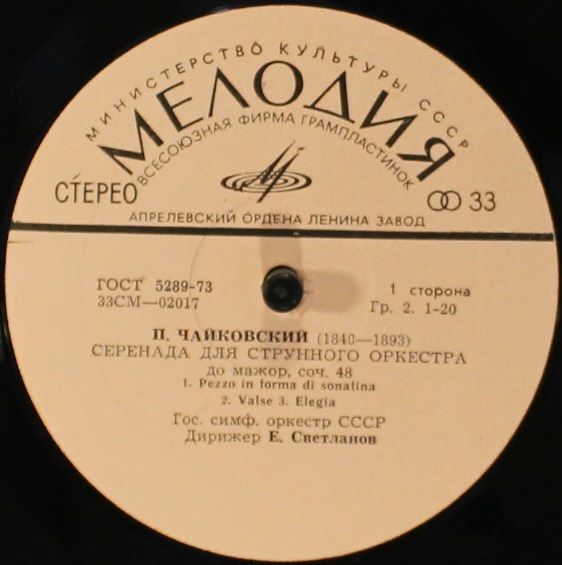 МИНИСТЕРСТВО КУЛЬТУРЫ СССР
МЕЛОДИЯ
ВСЕСОЮЗНАЯ ФИРМА ГРАМПЛАСТИНОК
СТЕРЕО
33
АПРЕЛЕВСКИЙ ОРДЕНА ЛЕНИНА ЗАВОД
ГОСТ 5289-73
1 сторона
33СМ—02017
Гр. 2. 1-20
П. ЧАЙКОВСКИЙ (1840—1893)
СЕРЕНАДА ДЛЯ СТРУННОГО ОРКЕСТРА
до мажор, соч. 48
1. Pezzo in forma di sonatina
2. Valse 3. Elegia
Гос. симф. оркестр СССР
Дирижер Е. Светланов